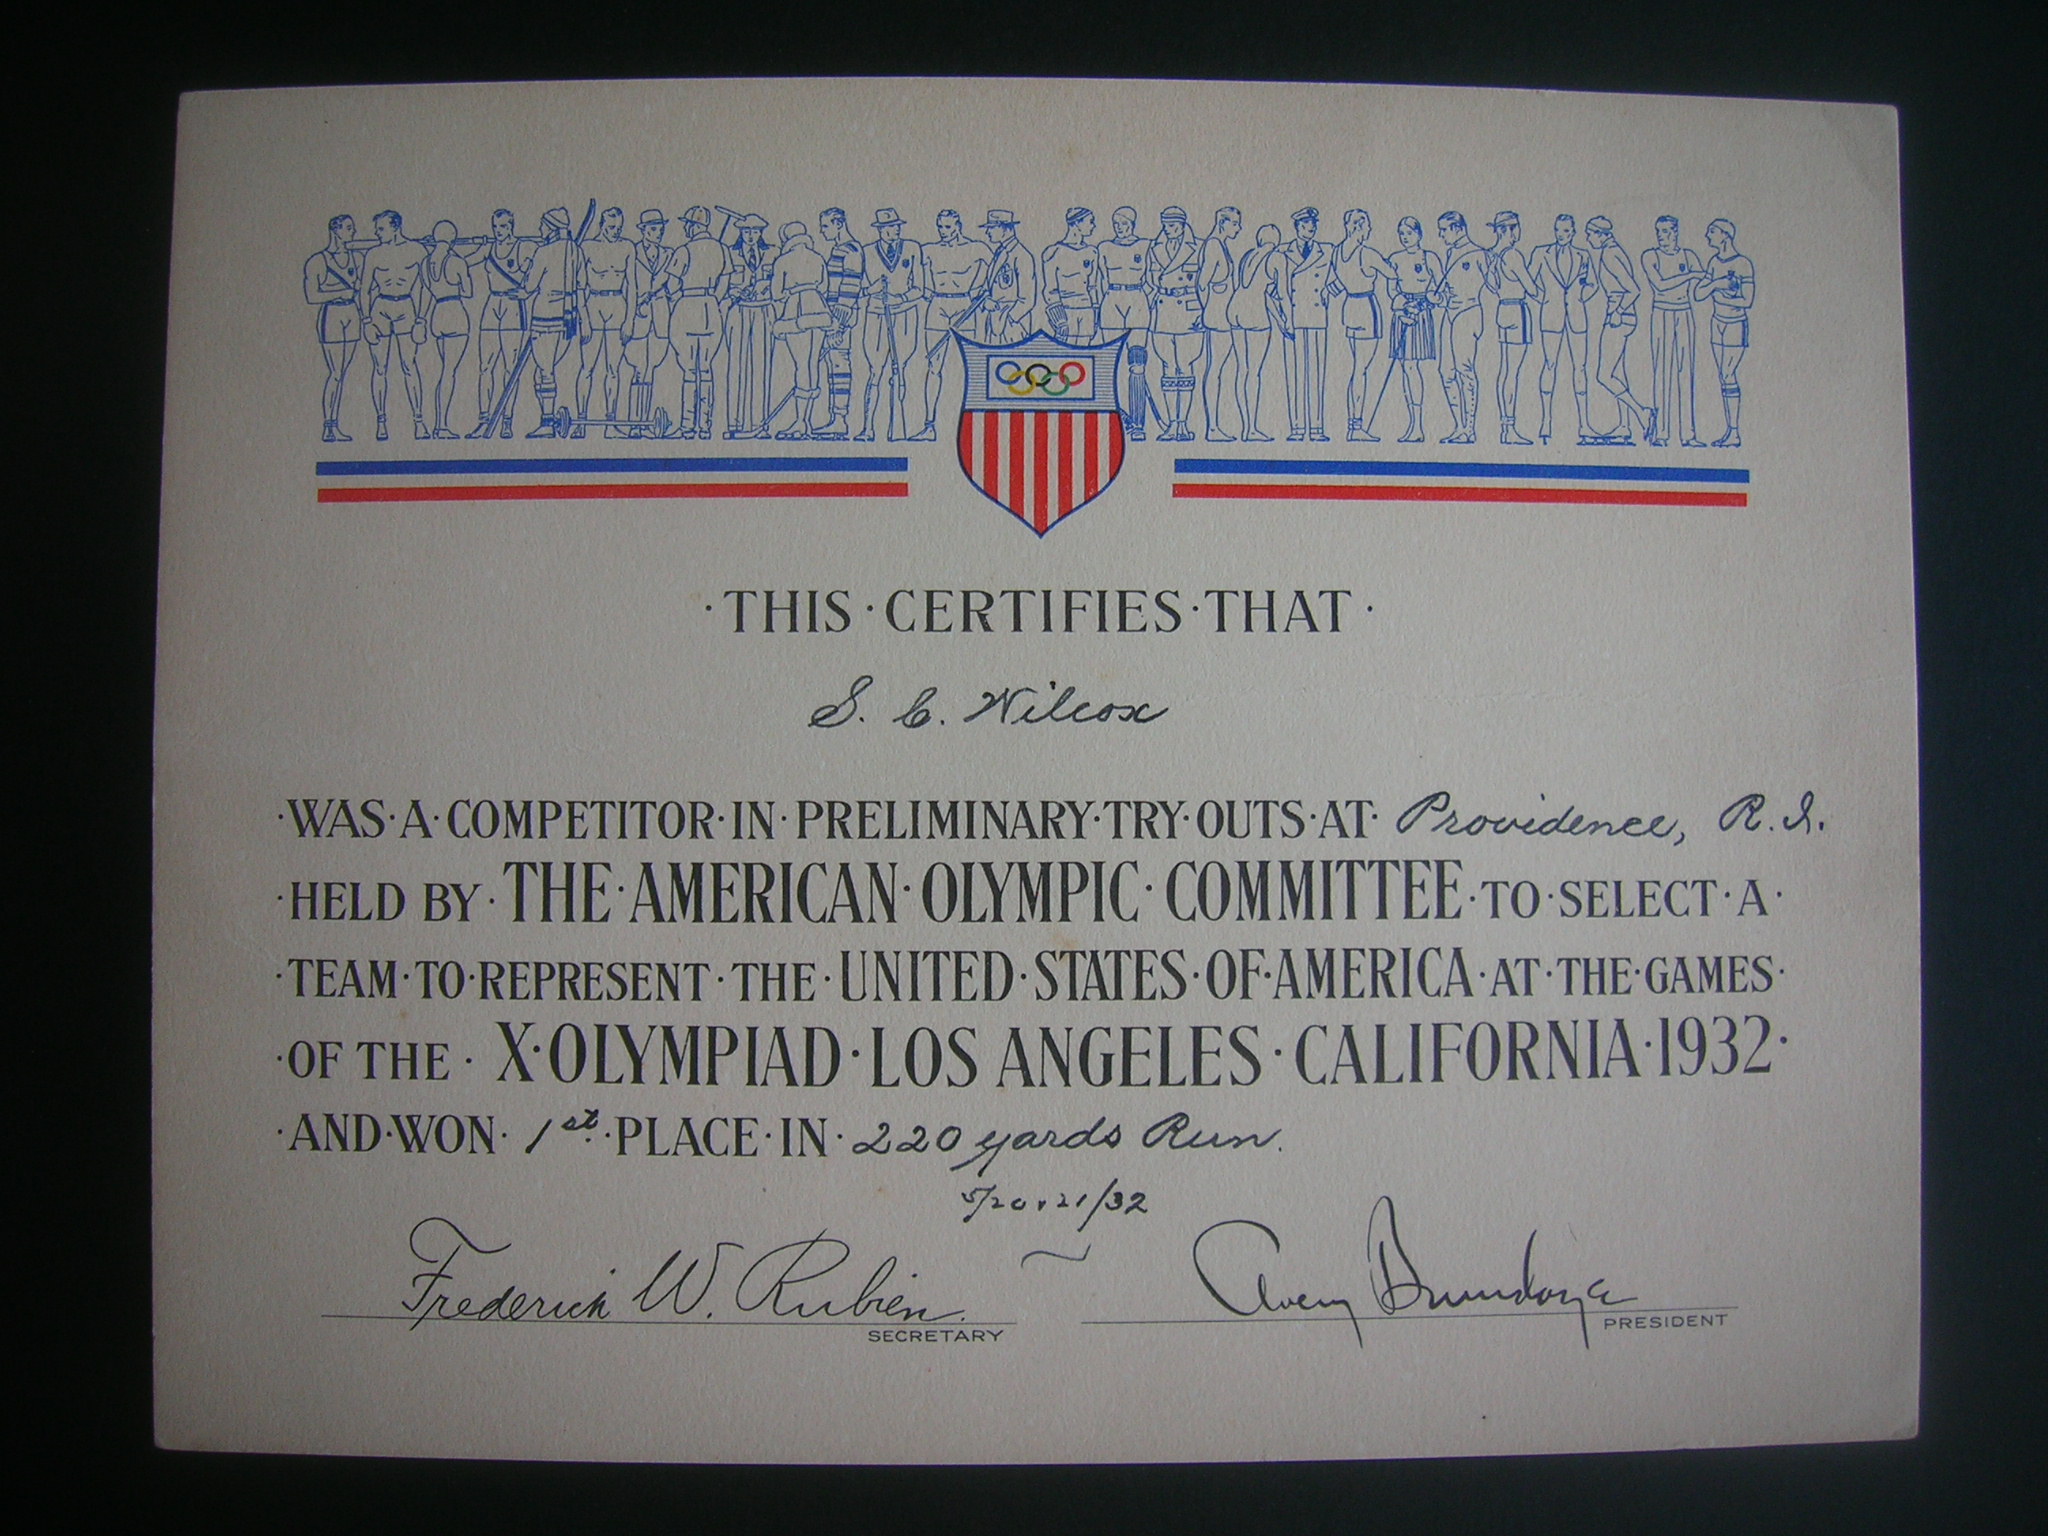 ·THIS·CERTIFIES·THAT·
S. C. Wilcox
·WAS·A·COMPETITOR·IN·PRELIMINARY·TRY·OUTS·AT· Providence, R.I.
·HELD BY·THE·AMERICAN·OLYMPIC·COMMITTEE·TO·SELECT·A·
·TEAM·TO·REPRESENT·THE·UNITED·STATES·OF·AMERICA·AT·THE·GAMES·
·OF THE·X·OLYMPIAD·LOS ANGELES·CALIFORNIA·1932·
·AND·WON·1st·PLACE·IN·220 yards Run.
5/20+21/32
Frederick W. Rubien
Avery Brundage
SECRETARY
PRESIDENT